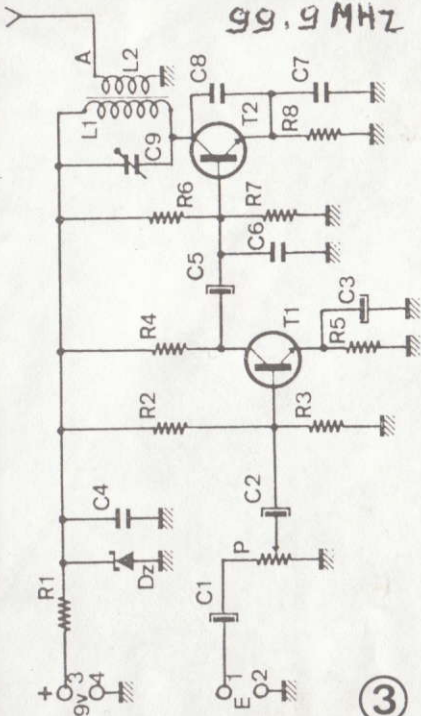 99.9 MHz
A
L1
L2
C9
C8
T2
C7
R8
R6
R7
C6
C5
R4
T1
R5
C3
R2
R3
C4
Dz
C2
P
R1
C1
+
9v
3
4
E
1
2
3